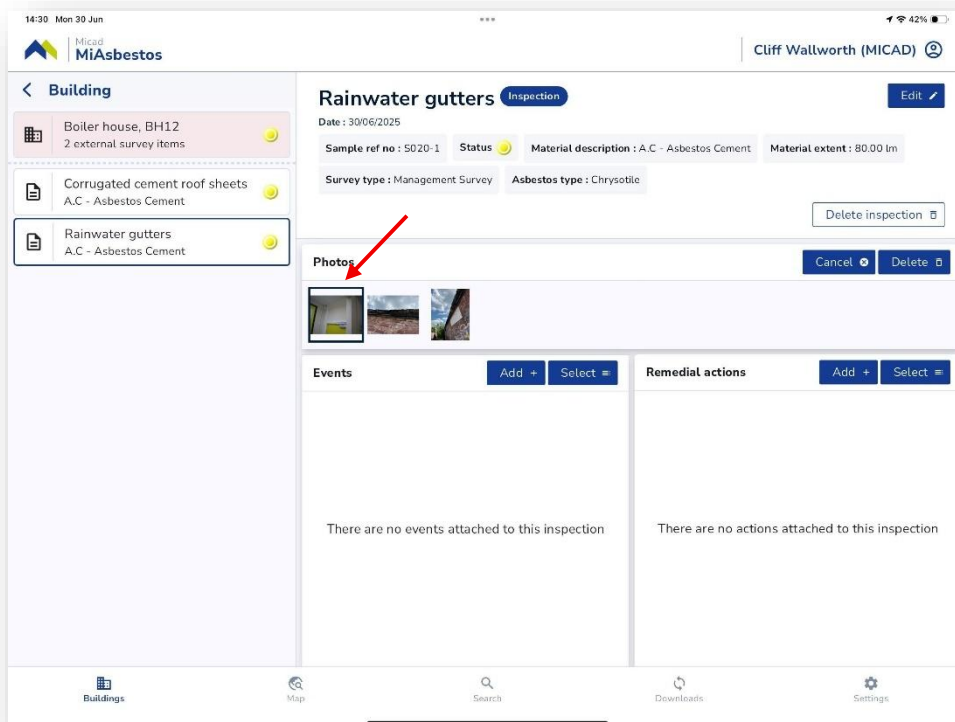 14:30 Mon 30 Jun
42%
Micad
MiAsbestos
Cliff Wallworth (MICAD)
Building
Boiler house, BH12
2 external survey items
Corrugated cement roof sheets
A.C - Asbestos Cement
Rainwater gutters
A.C - Asbestos Cement
Rainwater gutters Inspection
Edit
Date : 30/06/2025
Sample ref no : S020-1 Status Material description : A.C - Asbestos Cement Material extent : 80.00 lm
Survey type : Management Survey Asbestos type : Chrysotile
Delete inspection
Photos Cancel Delete
Events Add + Select
There are no events attached to this inspection
Remedial actions Add + Select
There are no actions attached to this inspection
Buildings Map Search Downloads Settings